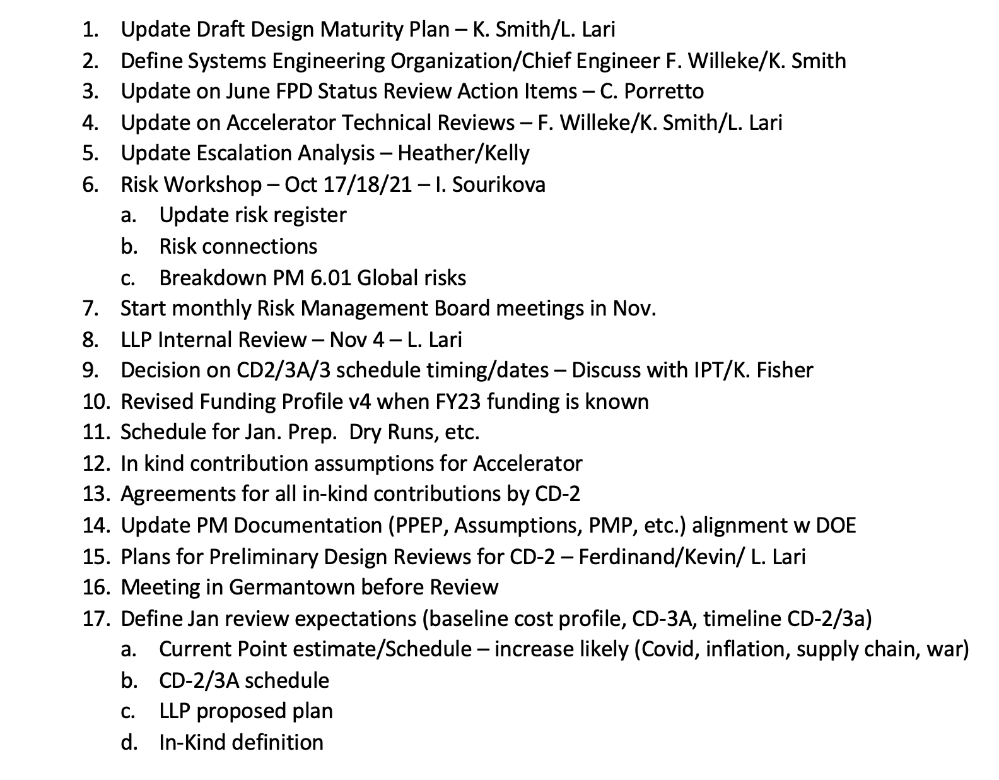 1. Update Draft Design Maturity Plan – K. Smith/L. Lari
2. Define Systems Engineering Organization/Chief Engineer F. Willeke/K. Smith
3. Update on June FPD Status Review Action Items – C. Porretto
4. Update on Accelerator Technical Reviews – F. Willeke/K. Smith/L. Lari
5. Update Escalation Analysis – Heather/Kelly
6. Risk Workshop – Oct 17/18/21 – I. Sourikova
a. Update risk register
b. Risk connections
c. Breakdown PM 6.01 Global risks
7. Start monthly Risk Management Board meetings in Nov.
8. LLP Internal Review – Nov 4 – L. Lari
9. Decision on CD2/3A/3 schedule timing/dates – Discuss with IPT/K. Fisher
10. Revised Funding Profile v4 when FY23 funding is known
11. Schedule for Jan. Prep.  Dry Runs, etc.
12. In kind contribution assumptions for Accelerator
13. Agreements for all in-kind contributions by CD-2
14. Update PM Documentation (PPEP, Assumptions, PMP, etc.) alignment w DOE
15. Plans for Preliminary Design Reviews for CD-2 – Ferdinand/Kevin/ L. Lari
16. Meeting in Germantown before Review
17. Define Jan review expectations (baseline cost profile, CD-3A, timeline CD-2/3a)
a. Current Point estimate/Schedule – increase likely (Covid, inflation, supply chain, war)
b. CD-2/3A schedule
c. LLP proposed plan
d. In-Kind definition